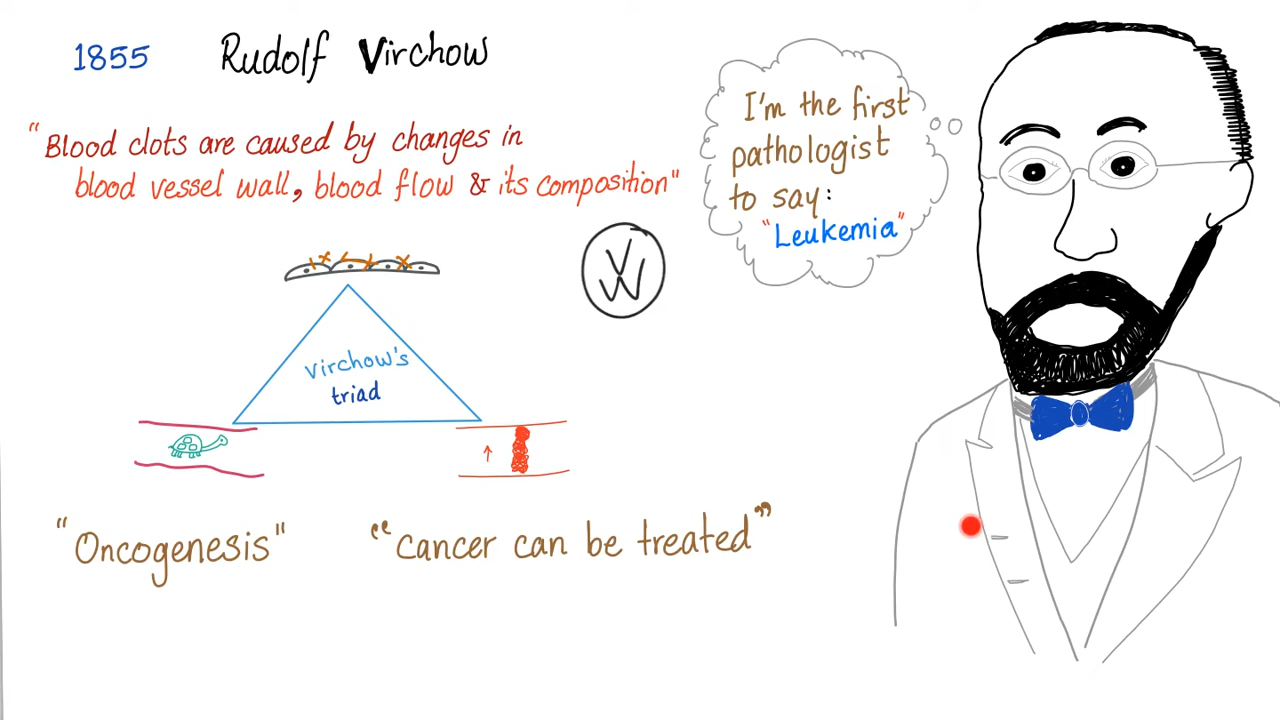 1855 Rudolf Virchow
"Blood clots are caused by changes in
blood vessel wall, blood flow & its composition"
I'm the first
pathologist
to say:
"Leukemia"
VW
Virchow's
triad
"Oncogenesis" "cancer can be treated"